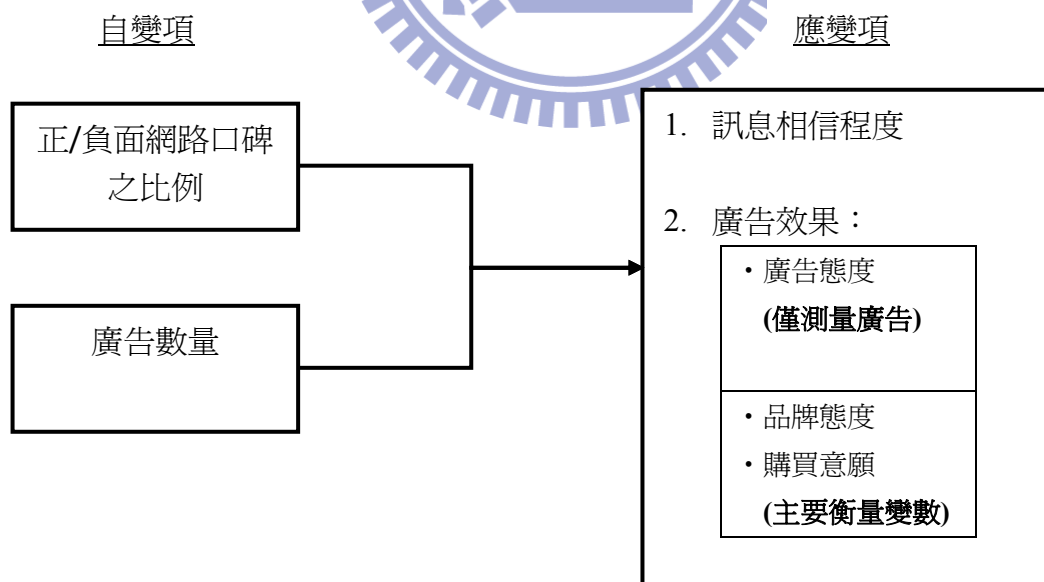 自變項
應變項
正/負面網路口碑
之比例
廣告數量
1. 訊息相信程度
2. 廣告效果：
・廣告態度
(僅測量廣告)
・品牌態度
・購買意願
(主要衡量變數)